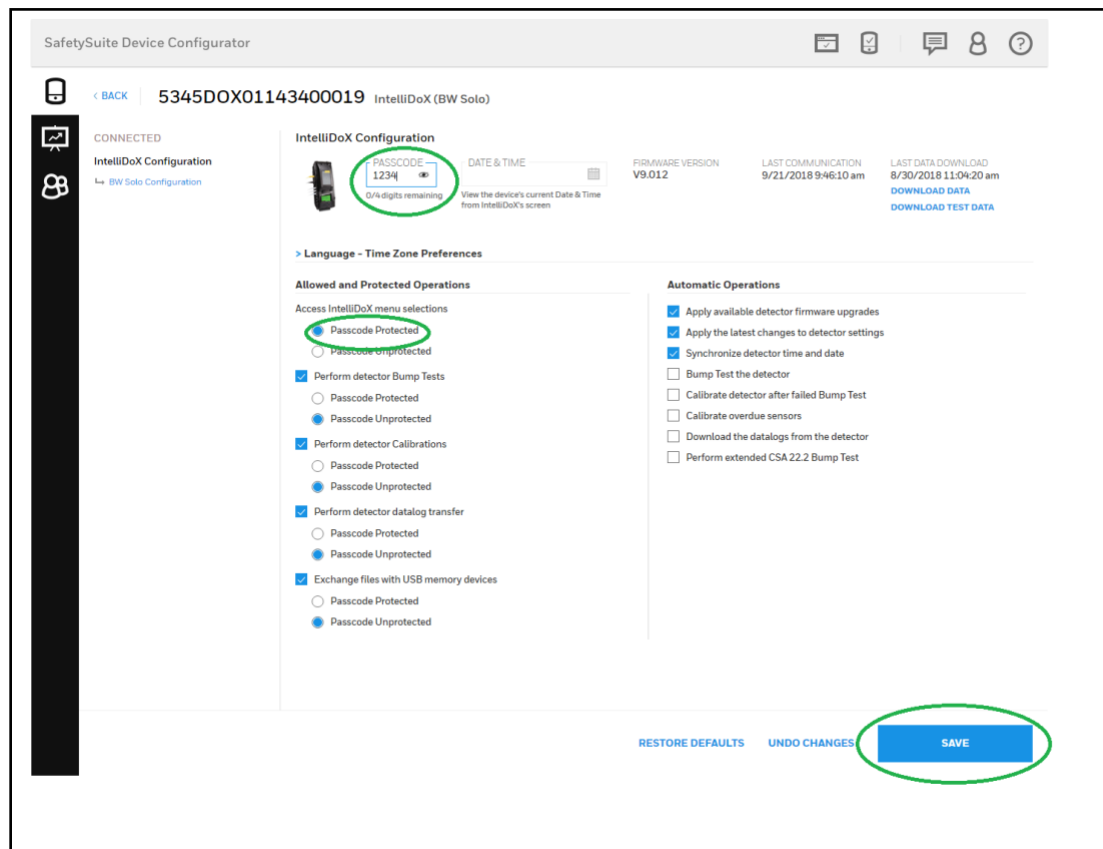 SafetySuite Device Configurator
< BACK
5345DOX01143400019 IntelliDoX (BW Solo)
CONNECTED
IntelliDoX Configuration
BW Solo Configuration
IntelliDoX Configuration
PASSCODE
1234
0/4 digits remaining
DATE & TIME
View the device's current Date & Time
from IntelliDoX's screen
FIRMWARE VERSION
V9.012
LAST COMMUNICATION
9/21/2018 9:46:10 am
LAST DATA DOWNLOAD
8/30/2018 11:04:20 am
DOWNLOAD DATA
DOWNLOAD TEST DATA
> Language - Time Zone Preferences
Allowed and Protected Operations
Access IntelliDoX menu selections
Passcode Protected
Passcode Unprotected
Perform detector Bump Tests
Passcode Protected
Passcode Unprotected
Perform detector Calibrations
Passcode Protected
Passcode Unprotected
Perform detector datalog transfer
Passcode Protected
Passcode Unprotected
Exchange files with USB memory devices
Passcode Protected
Passcode Unprotected
Automatic Operations
Apply available detector firmware upgrades
Apply the latest changes to detector settings
Synchronize detector time and date
Bump Test the detector
Calibrate detector after failed Bump Test
Calibrate overdue sensors
Download the datalogs from the detector
Perform extended CSA 22.2 Bump Test
RESTORE DEFAULTS
UNDO CHANGES
SAVE